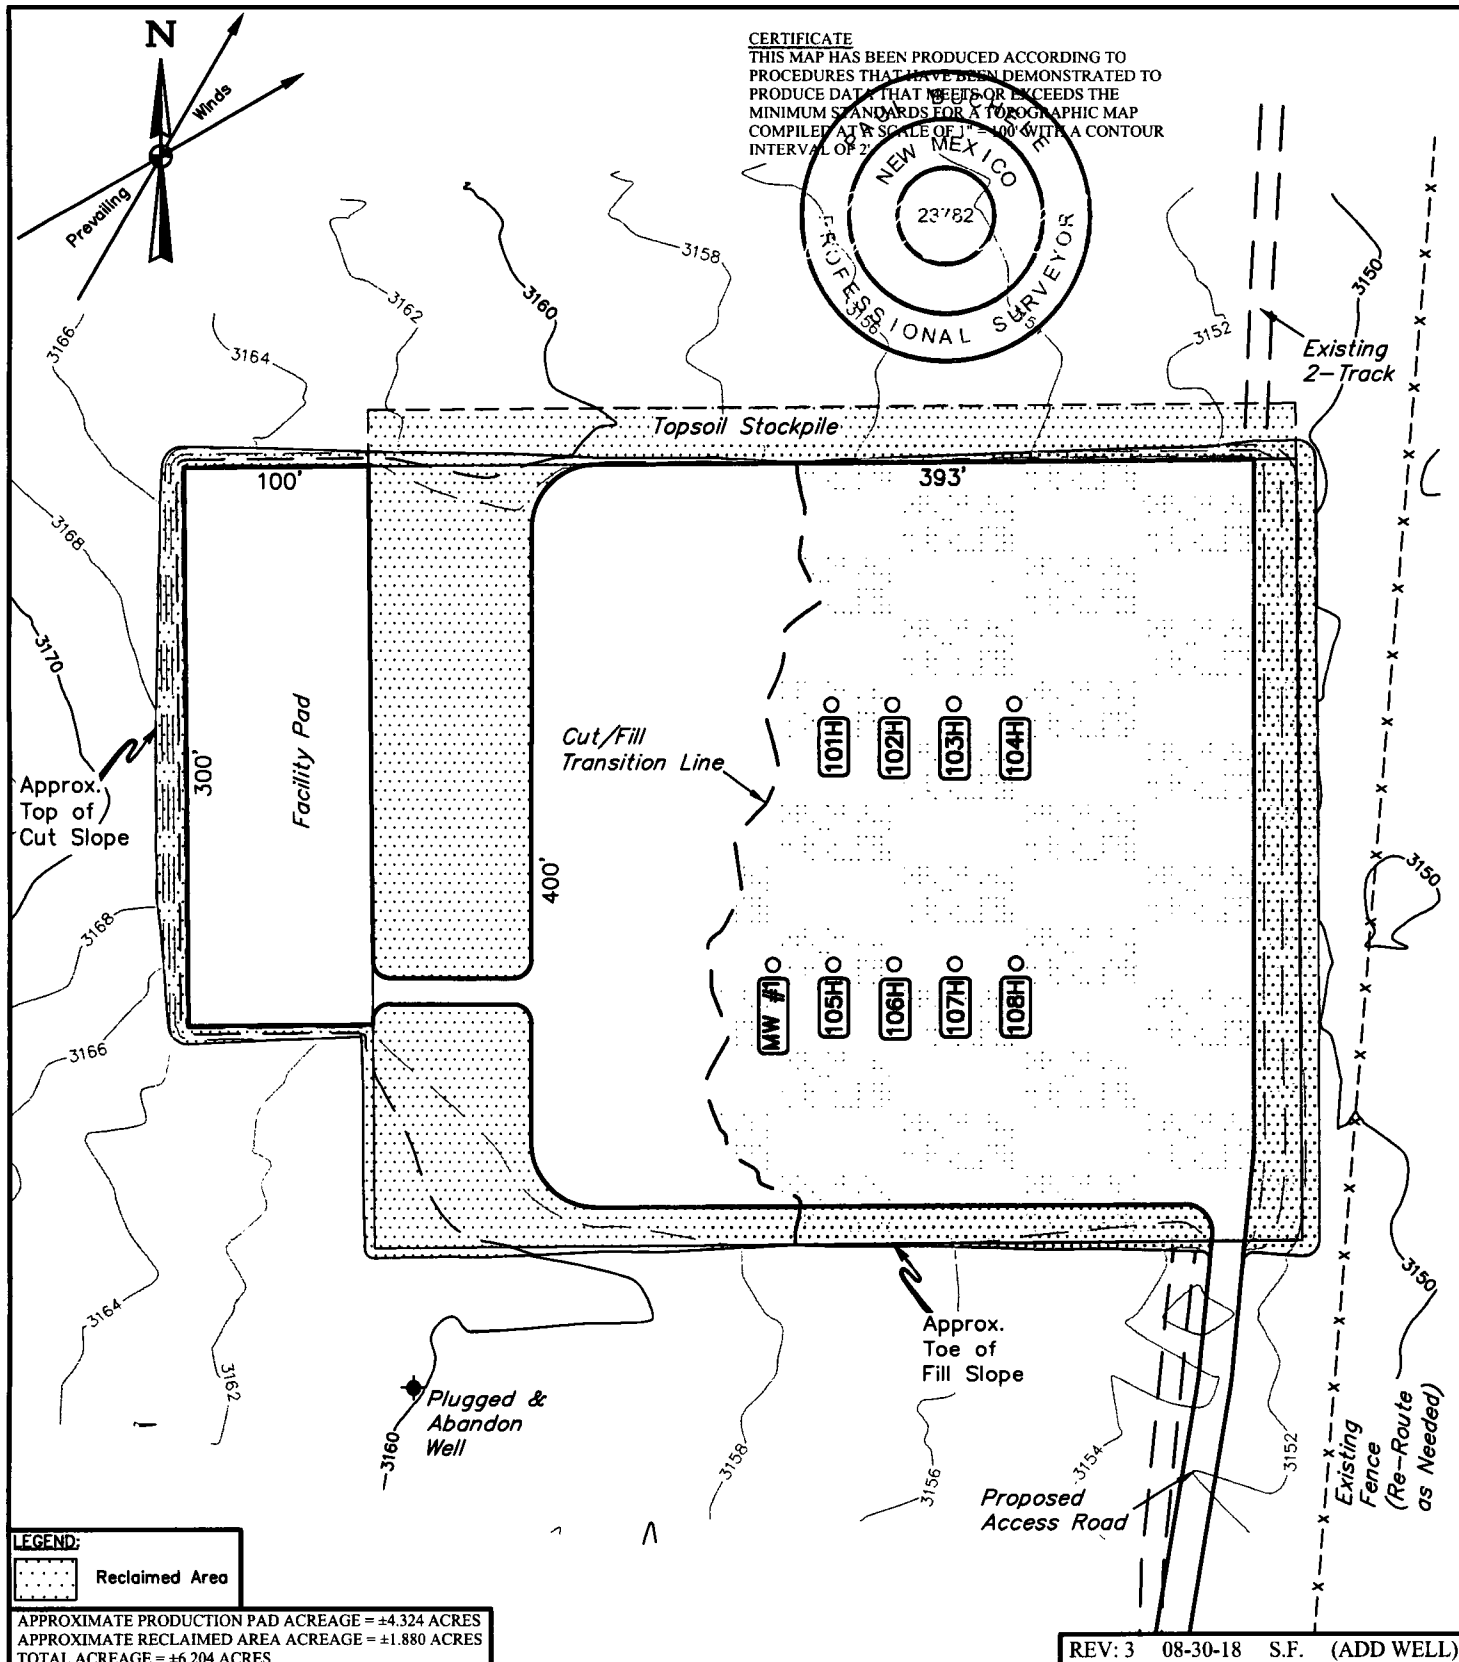 N
Winds
Prevailing
CERTIFICATE
THIS MAP HAS BEEN PRODUCED ACCORDING TO
PROCEDURES THAT HAVE BEEN DEMONSTRATED TO
PRODUCE DATA THAT MEETS OR EXCEEDS THE
MINIMUM STANDARDS FOR A TOPOGRAPHIC MAP
COMPILED AT A SCALE OF 1" = 100' WITH A CONTOUR
INTERVAL OF 2'
BUCHELE
NEW MEXICO
23782
PROFESSIONAL SURVEYOR
3158
3150
3162
3160
3156
3152
3166
3164
Existing
2-Track
Topsoil Stockpile
100'
393'
3168
3170
Facility Pad
300'
Cut/Fill
Transition Line
101H
102H
103H
104H
Approx.
Top of
Cut Slope
400'
3150
3168
MW #1
105H
106H
107H
108H
3166
3150
3164
Approx.
Toe of
Fill Slope
3162
Plugged &
Abandon
Well
3160
3158
3156
3154
3152
Existing
Fence
(Re-Route
as Needed)
Proposed
Access Road
LEGEND:
Reclaimed Area
APPROXIMATE PRODUCTION PAD ACREAGE = ±4.324 ACRES
APPROXIMATE RECLAIMED AREA ACREAGE = ±1.880 ACRES
TOTAL ACREAGE = ±6.204 ACRES
REV: 3 08-30-18 S.F. (ADD WELL)